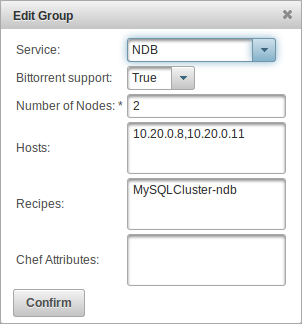 Edit Group
Service: NDB
Bittorrent support: True
Number of Nodes: * 2
Hosts: 10.20.0.8,10.20.0.11
Recipes: MySQLCluster-ndb
Chef Attributes:
Confirm